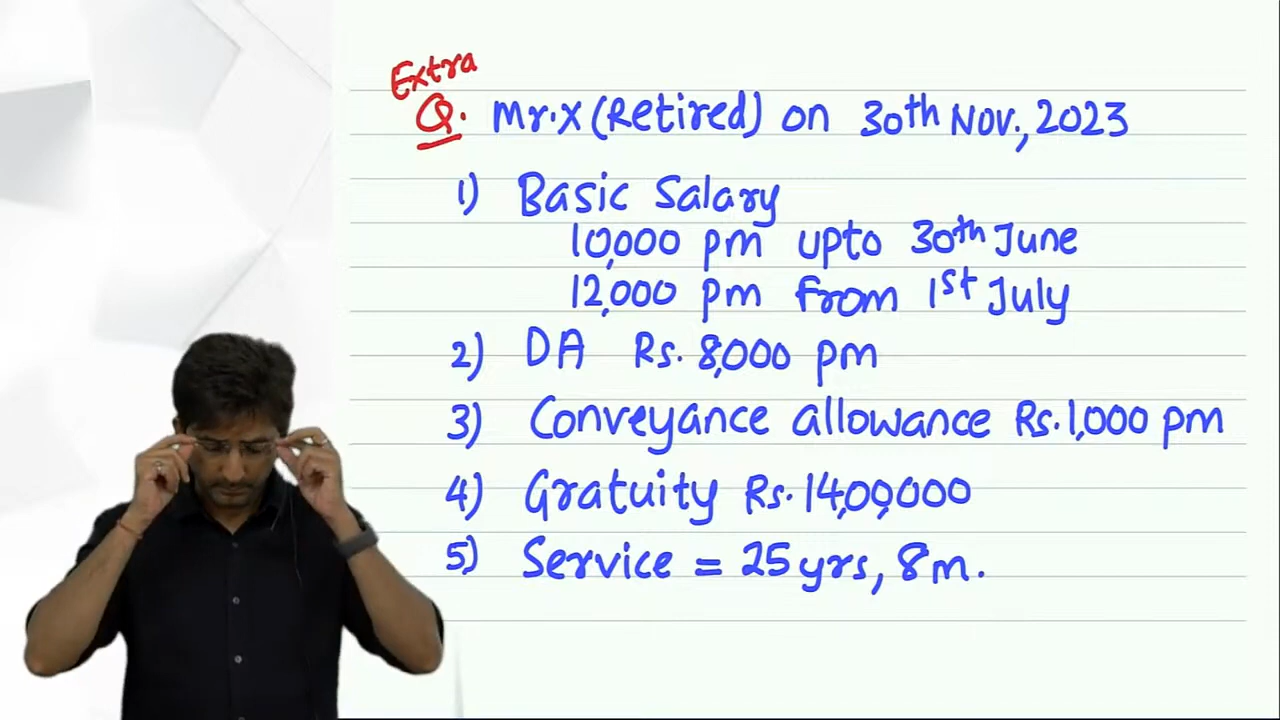 Extra
Q. Mr.X (Retired) on 30th Nov., 2023
1) Basic Salary
10,000 pm upto 30th June
12,000 pm from 1st July
2) DA Rs. 8,000 pm
3) Conveyance allowance Rs. 1,000 pm
4) Gratuity Rs. 14,00,000
5) Service = 25 yrs, 8 m.